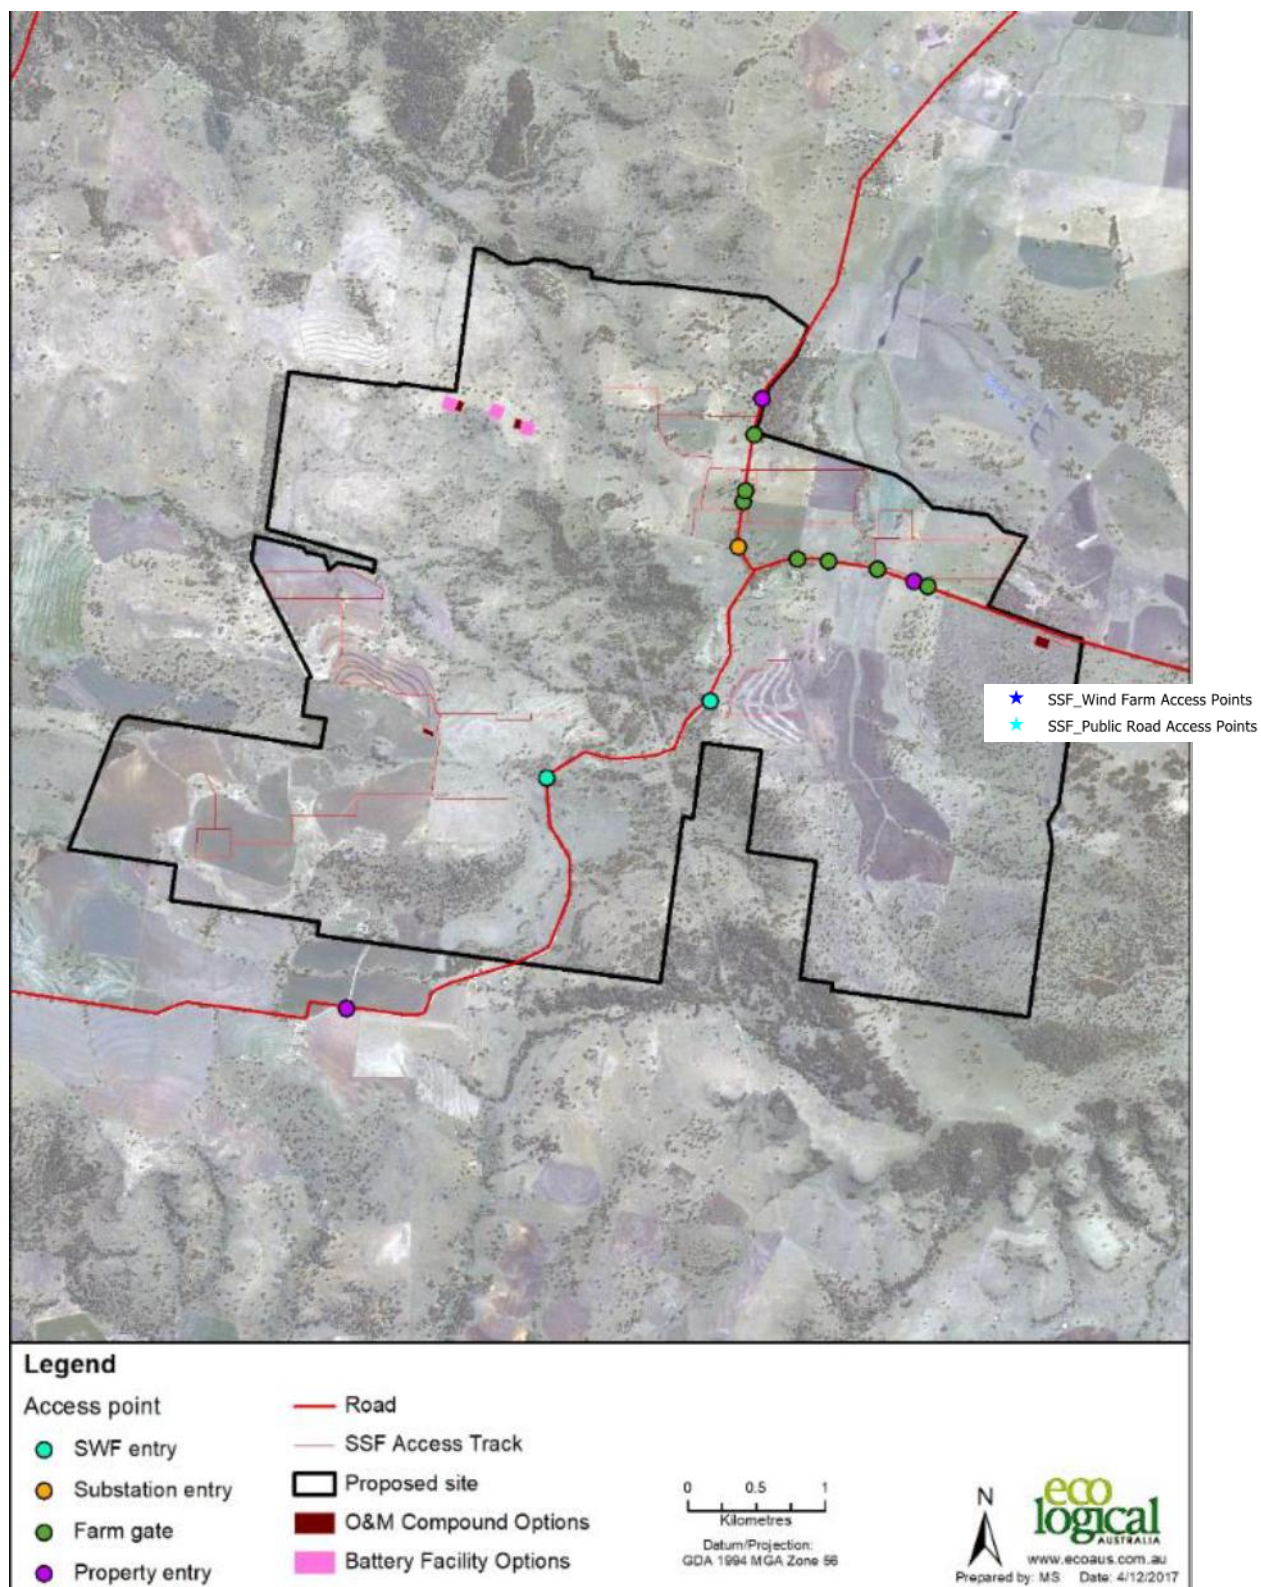 SSF_Wind Farm Access Points
SSF_Public Road Access Points
Legend
Access point
SWF entry
Substation entry
Farm gate
Property entry
Road
SSF Access Track
Proposed site
O&M Compound Options
Battery Facility Options
0 0.5 1
Kilometres
Datum/Projection:
GDA 1994 MGA Zone 56
N
eco
logical
AUSTRALIA
www.ecoaus.com.au
Prepared by: MS Date: 4/12/2017